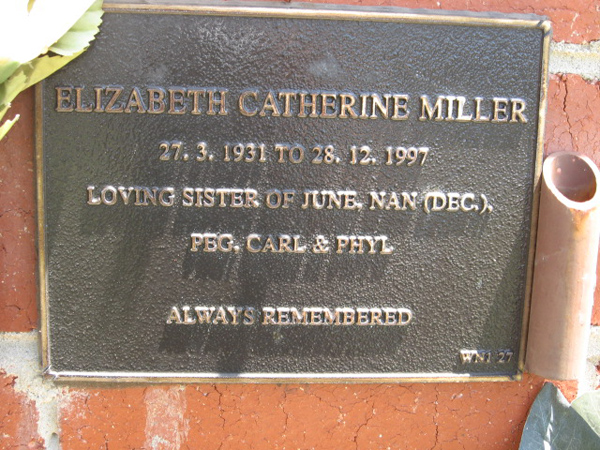 ELIZABETH CATHERINE MILLER
27. 3. 1931 TO 28. 12. 1997
LOVING SISTER OF JUNE, NAN (DEC.),
PEG, CARL & PHYL
ALWAYS REMEMBERED
WN1 27